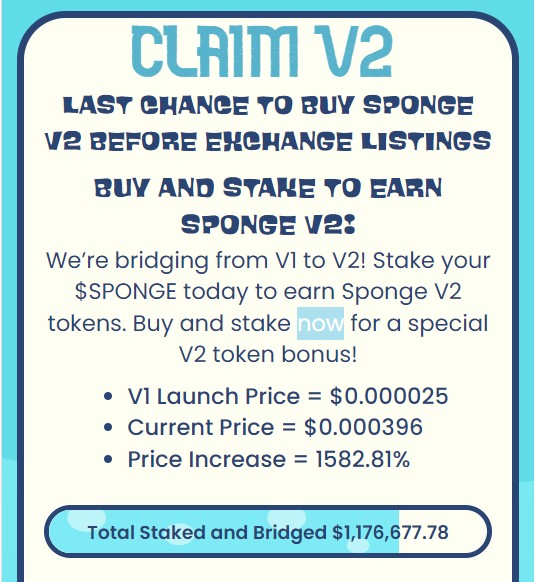 CLAIM V2
LAST CHANCE TO BUY SPONGE
V2 BEFORE EXCHANGE LISTINGS
BUY AND STAKE TO EARN
SPONGE V2!
We’re bridging from V1 to V2! Stake your
$SPONGE today to earn Sponge V2
tokens. Buy and stake now for a special
V2 token bonus!
• V1 Launch Price = $0.000025
• Current Price = $0.000396
• Price Increase = 1582.81%
Total Staked and Bridged $1,176,677.78